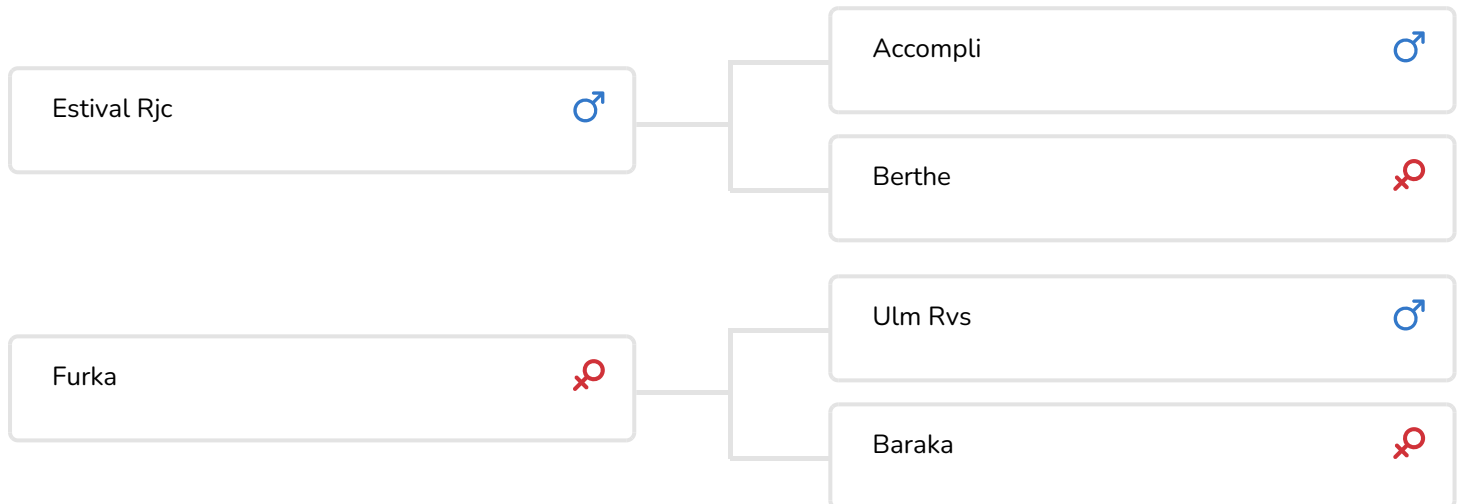 Estival Rjc
Accompli
Berthe
Furka
Ulm Rvs
Baraka